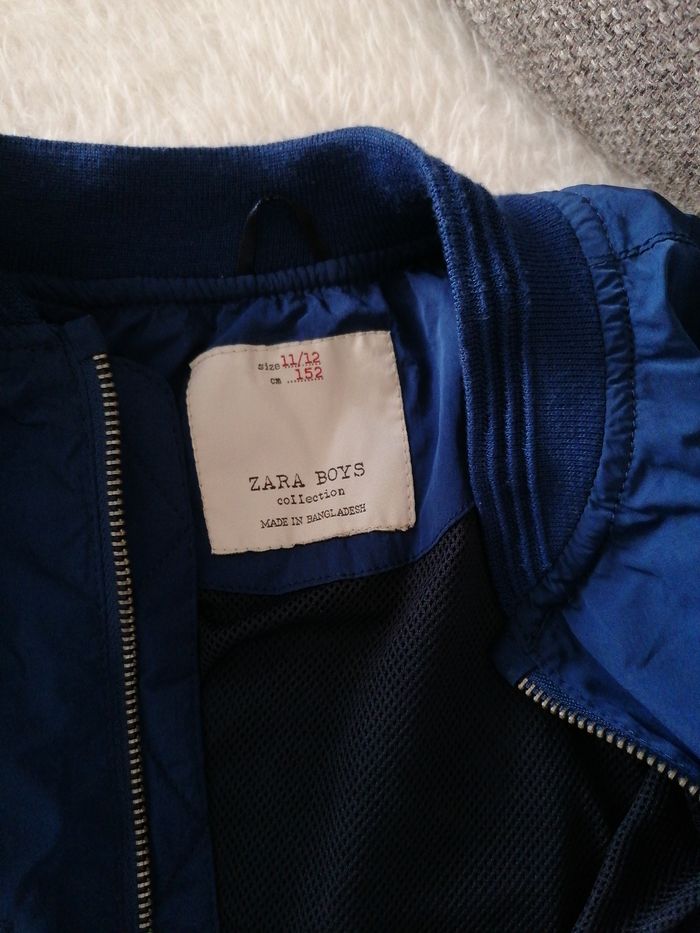 Size 11/12
cm 152
ZARA BOYS
collection
MADE IN BANGLADESH